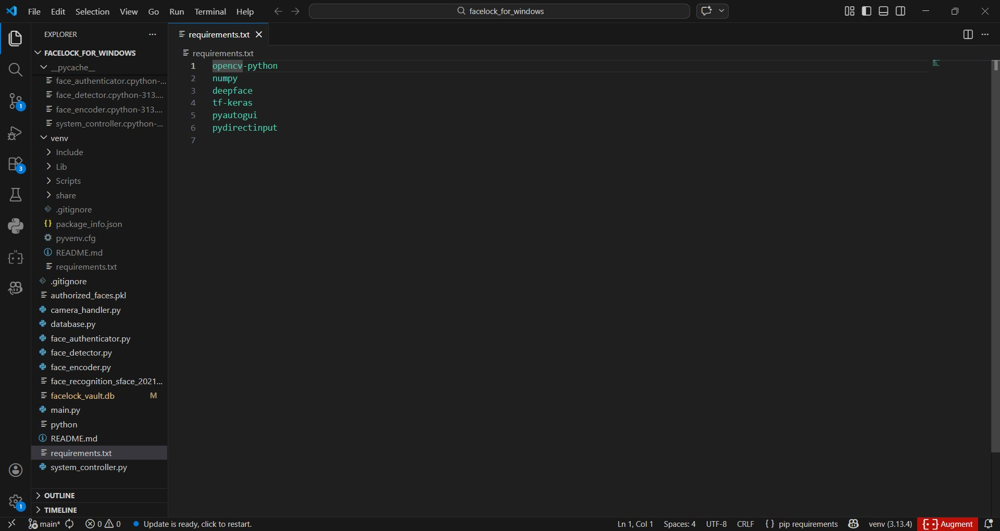 File Edit Selection View Go Run Terminal Help
facelock_for_windows
EXPLORER
FACELOCK_FOR_WINDOWS
__pycache__
face_authenticator.cpython-...
face_detector.cpython-313....
face_encoder.cpython-313....
system_controller.cpython-...
venv
Include
Lib
Scripts
share
.gitignore
package_info.json
pyvenv.cfg
README.md
requirements.txt
.gitignore
authorized_faces.pkl
camera_handler.py
database.py
face_authenticator.py
face_detector.py
face_encoder.py
face_recognition_sface_2021...
facelock_vault.db M
main.py
python
README.md
requirements.txt
system_controller.py
OUTLINE
TIMELINE
1
3
1
requirements.txt
requirements.txt
1 opencv-python
2 numpy
3 deepface
4 tf-keras
5 pyautogui
6 pydirectinput
7
main* 0 0 Update is ready, click to restart. Ln 1, Col 1 Spaces: 4 UTF-8 CRLF {} pip requirements venv (3.13.4) Augment